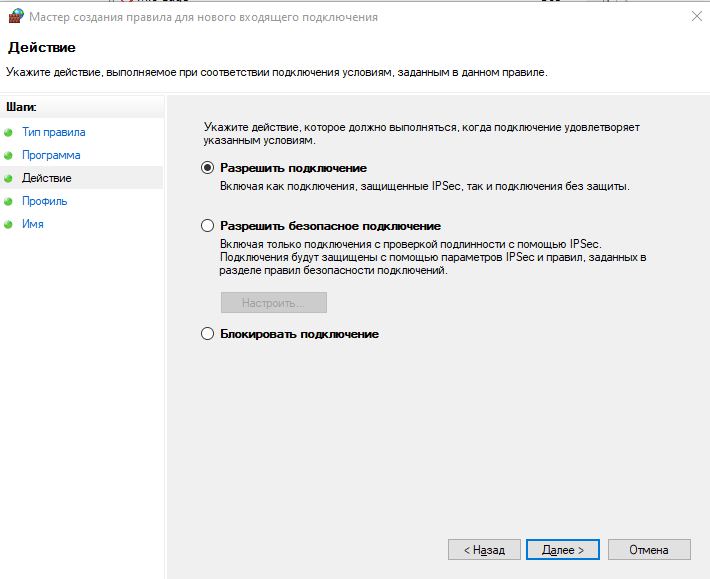 Мастер создания правила для нового входящего подключения
Действие
Укажите действие, выполняемое при соответствии подключения условиям, заданным в данном правиле.
Шаги:
Тип правила
Программа
Действие
Профиль
Имя
Укажите действие, которое должно выполняться, когда подключение удовлетворяет
указанным условиям.
Разрешить подключение
Включая как подключения, защищенные IPSec, так и подключения без защиты.
Разрешить безопасное подключение
Включая только подключения с проверкой подлинности с помощью IPSec.
Подключения будут защищены с помощью параметров IPSec и правил, заданных в
разделе правил безопасности подключений.
Настроить...
Блокировать подключение
< Назад
Далее >
Отмена